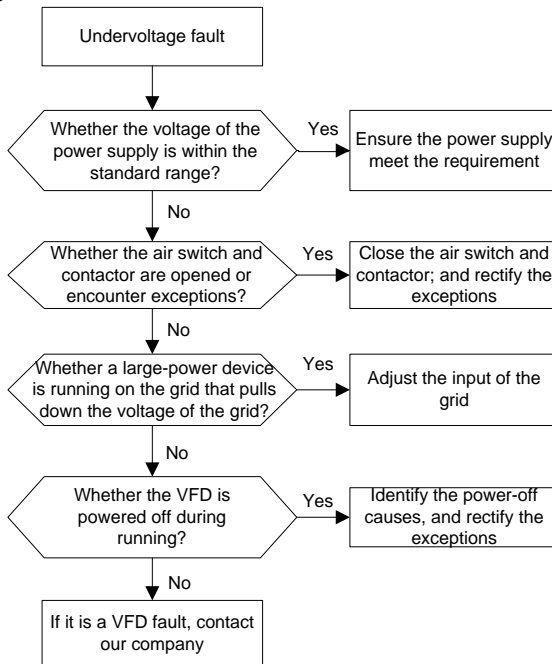 Undervoltage fault
Whether the voltage of the
power supply is within the
standard range?
Yes
Ensure the power supply
meet the requirement
No
Whether the air switch and
contactor are opened or
encounter exceptions?
Yes
Close the air switch and
contactor; and rectify the
exceptions
No
Whether a large-power device
is running on the grid that pulls
down the voltage of the grid?
Yes
Adjust the input of the
grid
No
Whether the VFD is
powered off during
running?
Yes
Identify the power-off
causes, and rectify the
exceptions
No
If it is a VFD fault, contact
our company